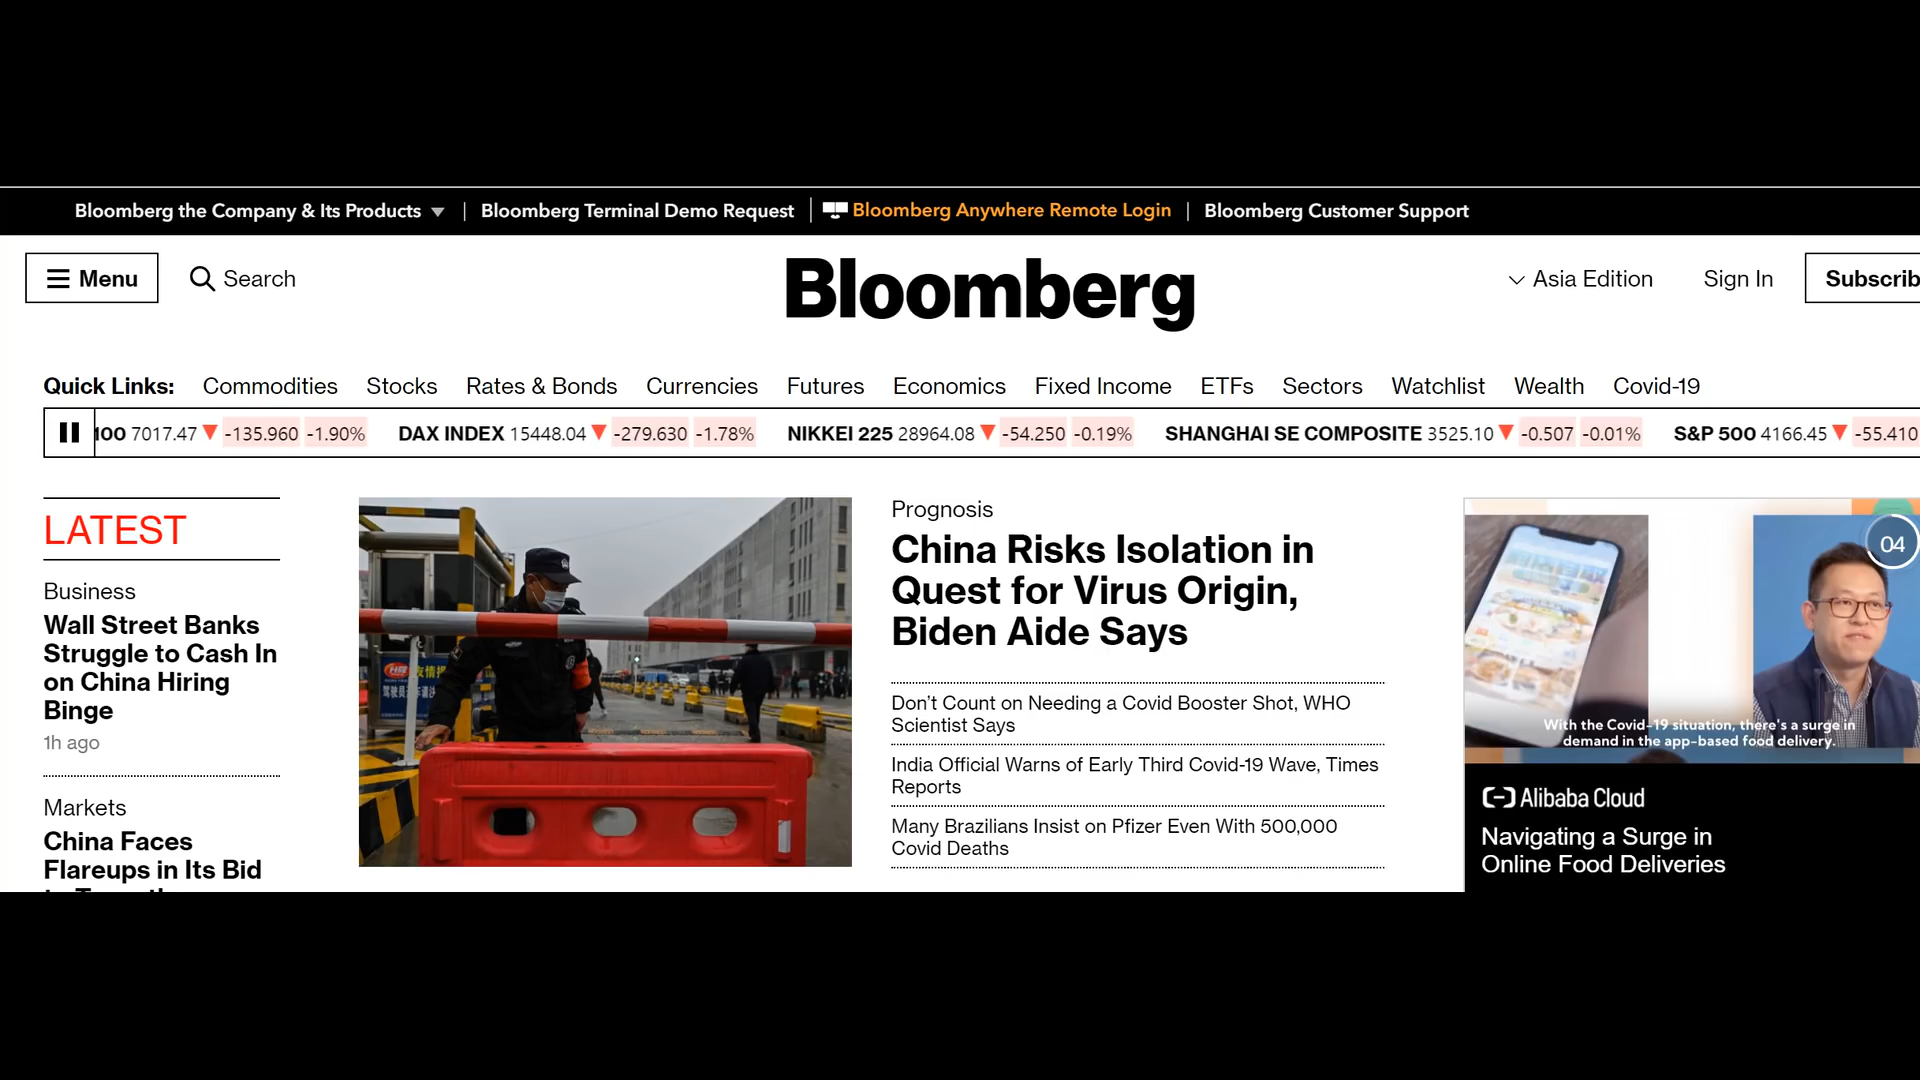 Bloomberg the Company & Its Products
Bloomberg Terminal Demo Request
Bloomberg Anywhere Remote Login
Bloomberg Customer Support
Menu
Search
Bloomberg
Asia Edition
Sign In
Subscrib
Quick Links: Commodities Stocks Rates & Bonds Currencies Futures Economics Fixed Income ETFs Sectors Watchlist Wealth Covid-19
100 7017.47 -135.960 -1.90% DAX INDEX 15448.04 -279.630 -1.78% NIKKEI 225 28964.08 -54.250 -0.19% SHANGHAI SE COMPOSITE 3525.10 -0.507 -0.01% S&P 500 4166.45 -55.410
LATEST
Business
Wall Street Banks
Struggle to Cash In
on China Hiring
Binge
1h ago
Markets
China Faces
Flareups in Its Bid
Prognosis
China Risks Isolation in
Quest for Virus Origin,
Biden Aide Says
Don't Count on Needing a Covid Booster Shot, WHO
Scientist Says
India Official Warns of Early Third Covid-19 Wave, Times
Reports
Many Brazilians Insist on Pfizer Even With 500,000
Covid Deaths
04
With the Covid-19 situation, there's a surge in
demand in the app-based food delivery.
Alibaba Cloud
Navigating a Surge in
Online Food Deliveries